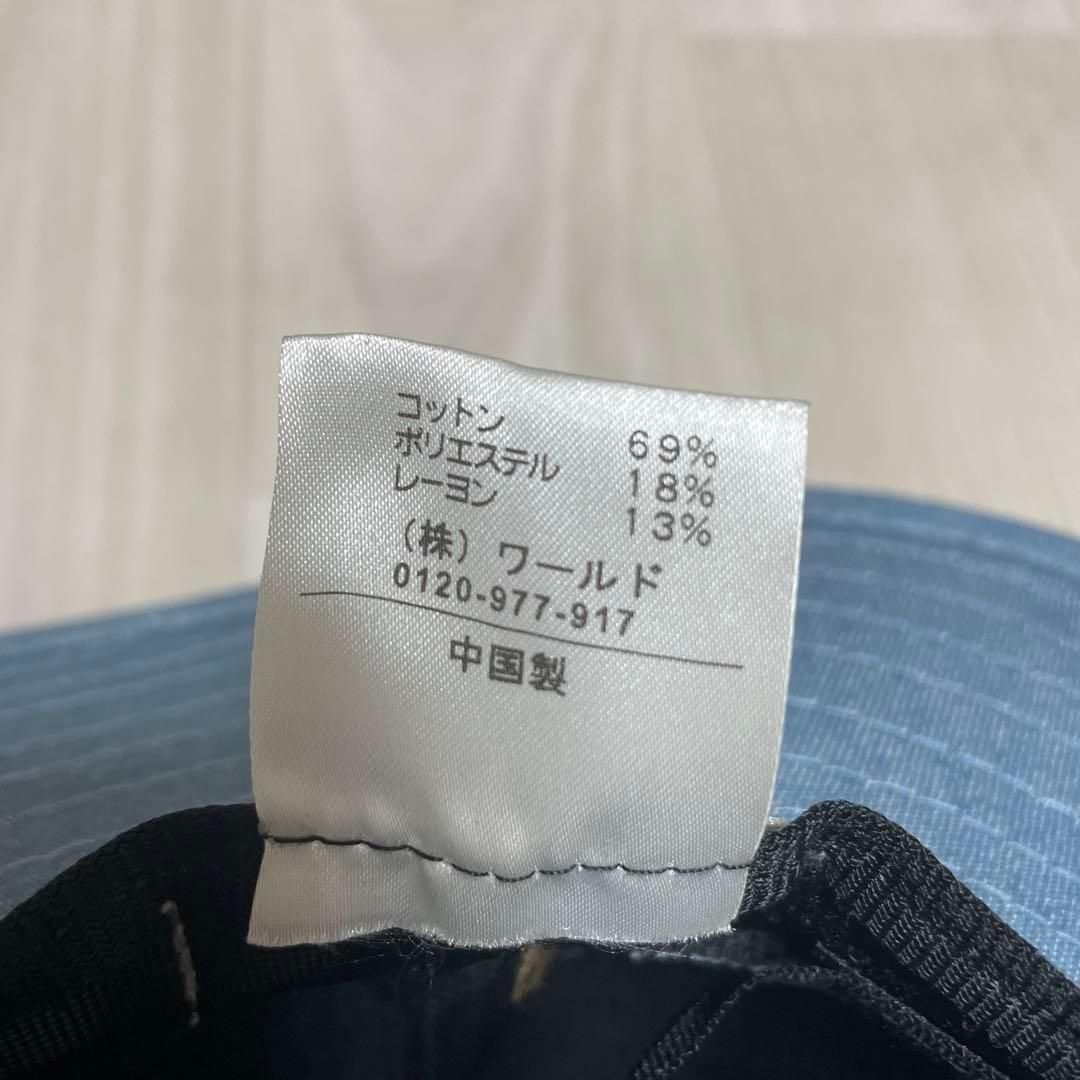 コットン 69%
ポリエステル 18%
レーヨン 13%
(株) ワールド
0120-977-917
中国製